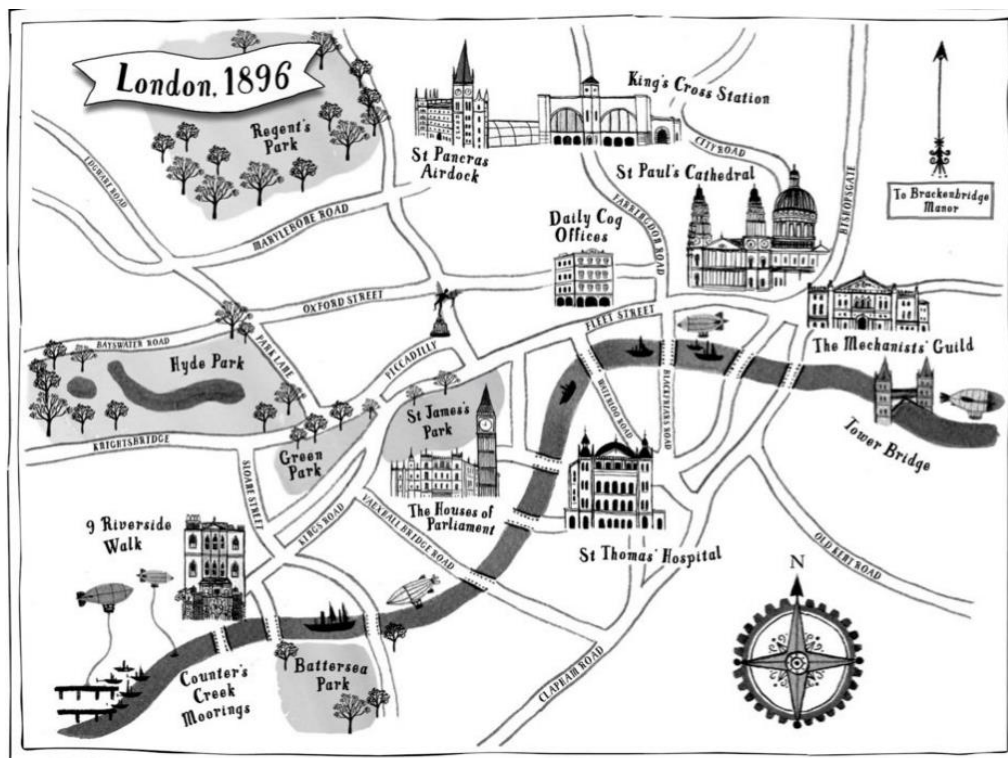 London, 1896
Regent's
Park
St Pancras
Airdock
King's Cross Station
CITY ROAD
St Paul's Cathedral
BISHOPSGATE
To Brackenbridge
Manor
EDGWARE ROAD
MARYLEBONE ROAD
FARRINGDON ROAD
Daily Cog
Offices
OXFORD STREET
FLEET STREET
BAYSWATER ROAD
Hyde Park
PARK LANE
PICCADILLY
The Mechanists' Guild
WATERLOO ROAD
BLACKFRIARS ROAD
St James's
Park
Tower Bridge
KNIGHTSBRIDGE
Green
Park
SLOANE STREET
KINGS ROAD
VAUXHALL BRIDGE ROAD
The Houses of
Parliament
St Thomas' Hospital
OLD KENT ROAD
9 Riverside
Walk
N
Counter's
Creek
Moorings
Battersea
Park
CLAPHAM ROAD